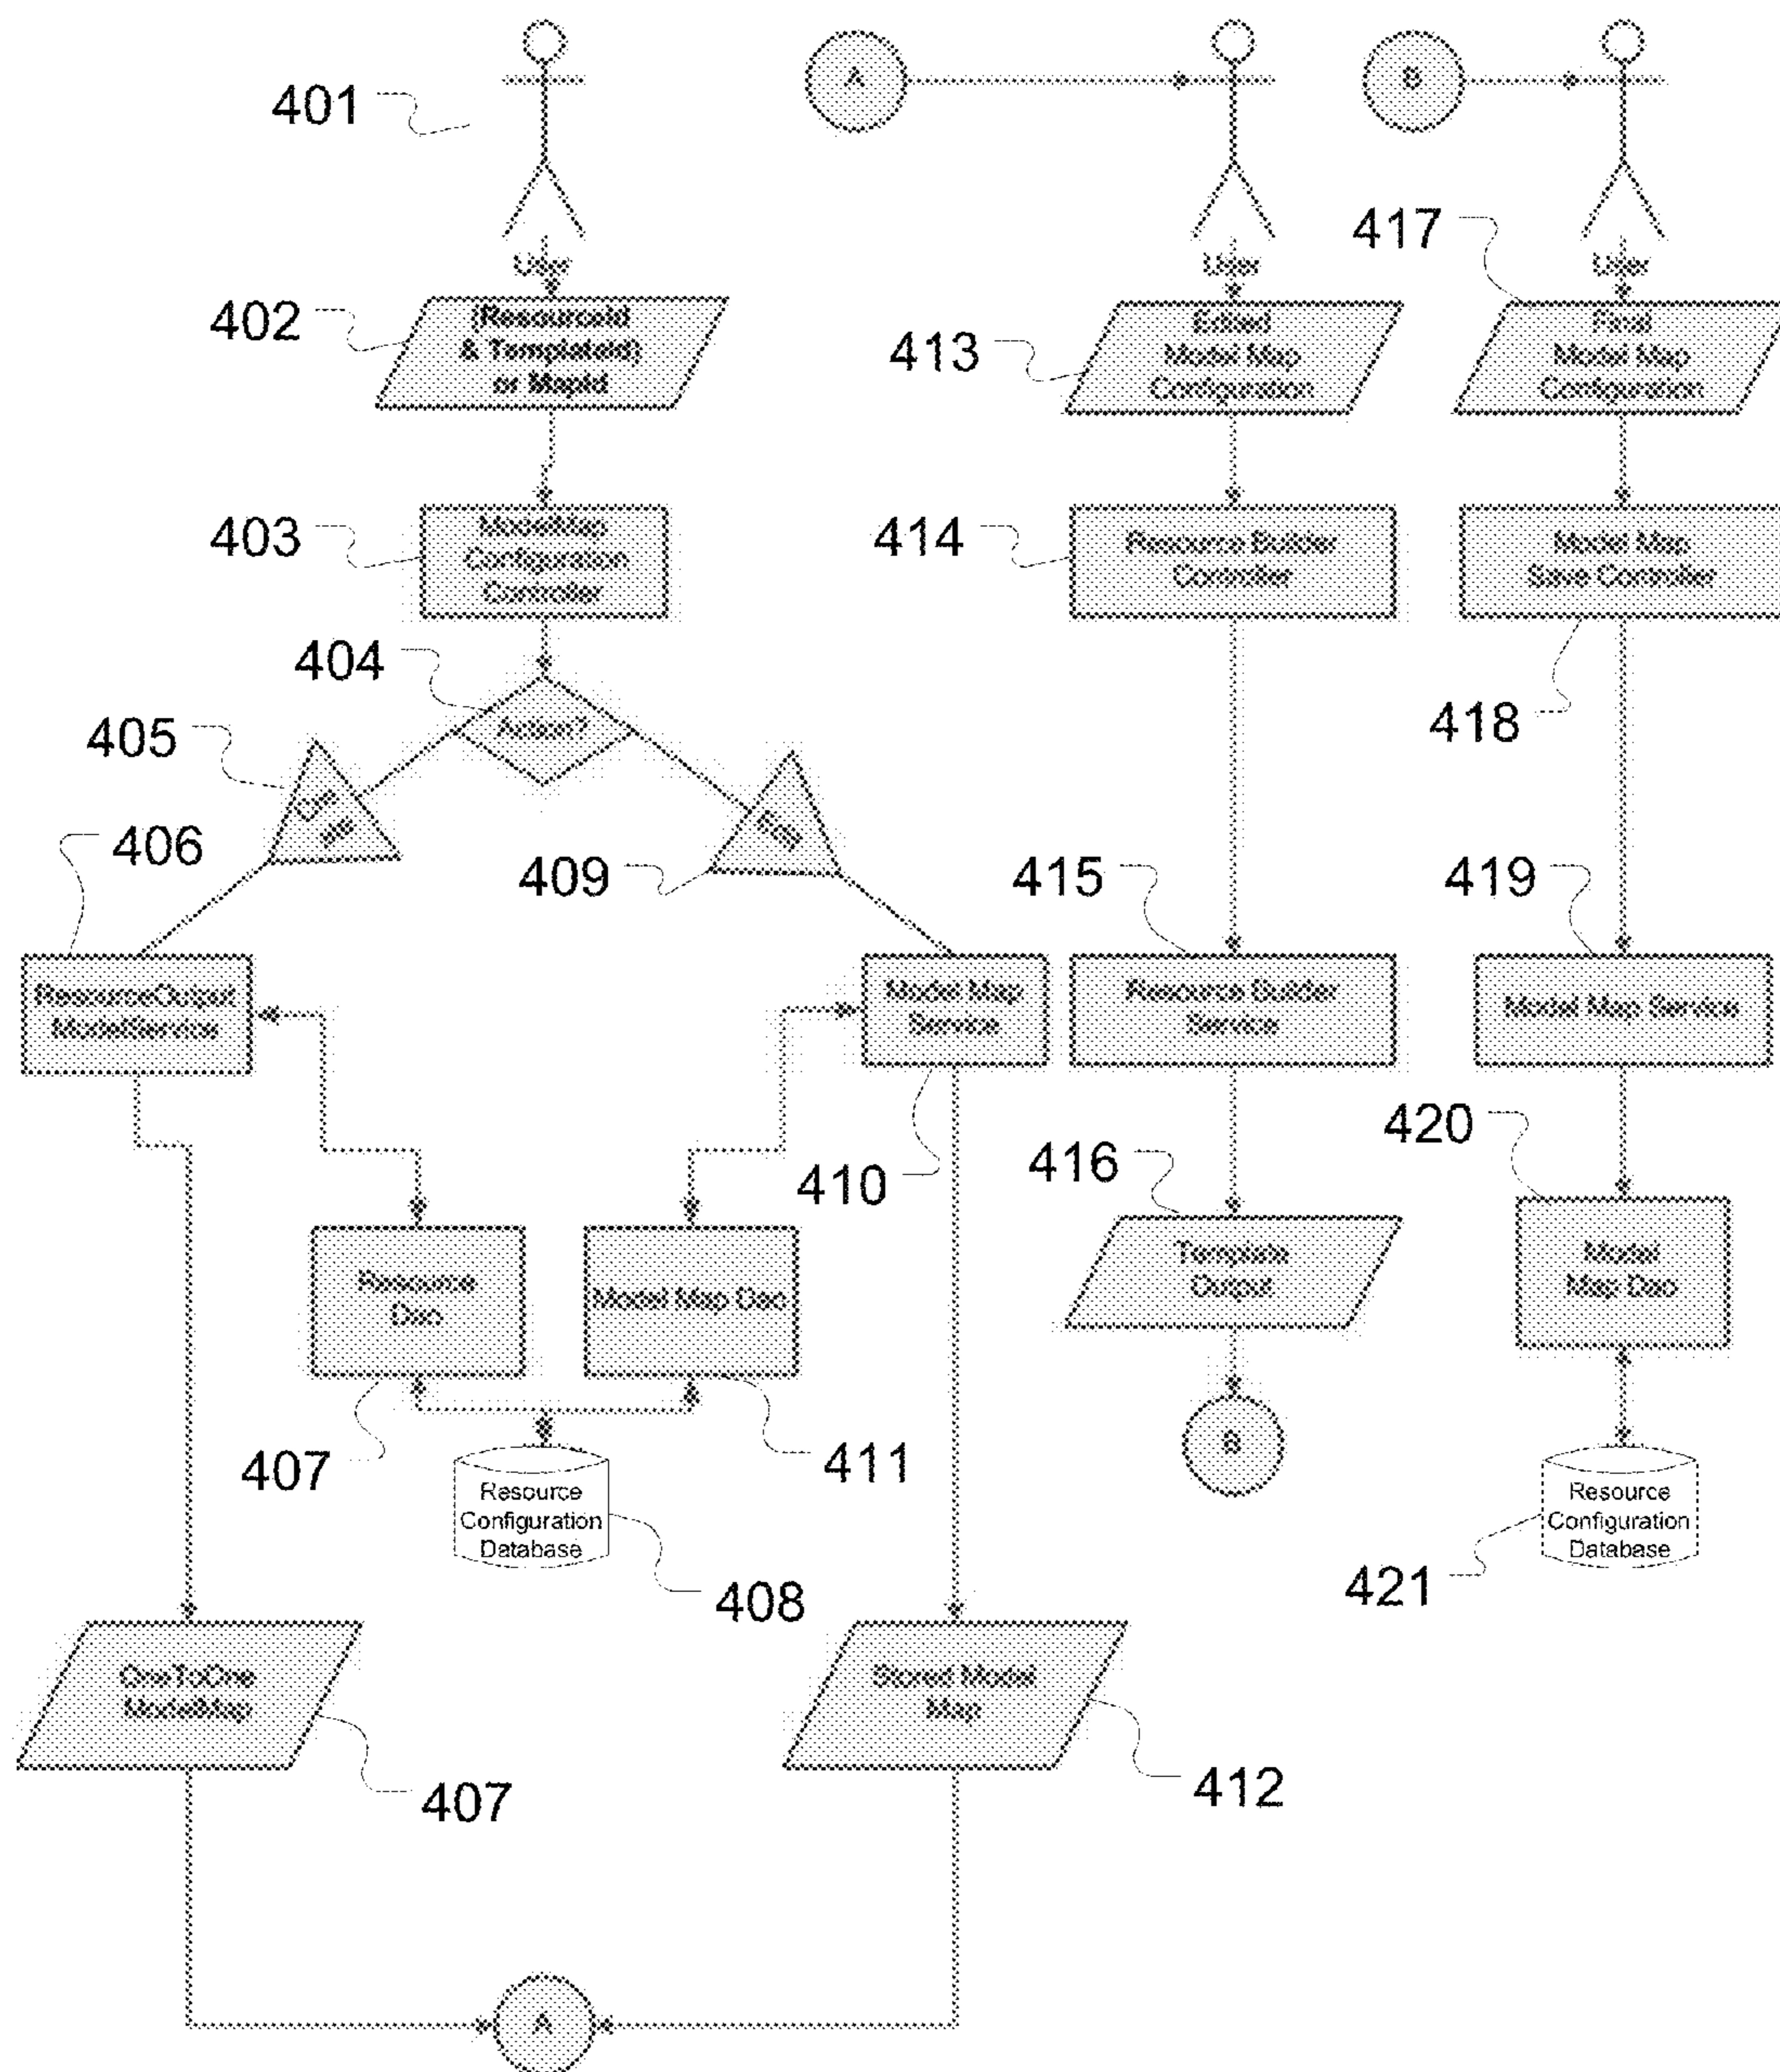 401
A
B
User
User
User
417
402
[ResourceId
& TemplateId]
or MapId
413
Edited
Model Map
Configuration
Final
Model Map
Configuration
403
ModelMap
Configuration
Controller
414
Resource Builder
Controller
Model Map
Save Controller
404
Action?
418
405
409
406
415
419
ResourceOutput
ModelService
Model Map
Service
Resource Builder
Service
Model Map Service
410
416
420
Resource
Dao
Model Map Dao
Template
Output
Model
Map Dao
407
411
B
Resource
Configuration
Database
408
Resource
Configuration
Database
421
OneToOne
ModelMap
407
Stored Model
Map
412
A